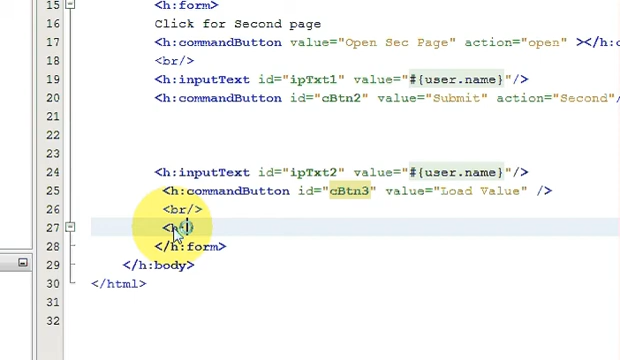 15 <h:form>
16 Click for Second page
17 <h:commandButton value="Open Sec Page" action="open" ></h:c
18 <br/>
19 <h:inputText id="ipTxt1" value="#{user.name}"/>
20 <h:commandButton id="cBtn2" value="Submit" action="Second"/
21
22
23
24 <h:inputText id="ipTxt2" value="#{user.name}"/>
25 <h:commandButton id="cBtn3" value="Load Value" />
26 <br/>
27 <h
28 </h:form>
29 </h:body>
30 </html>
31
32